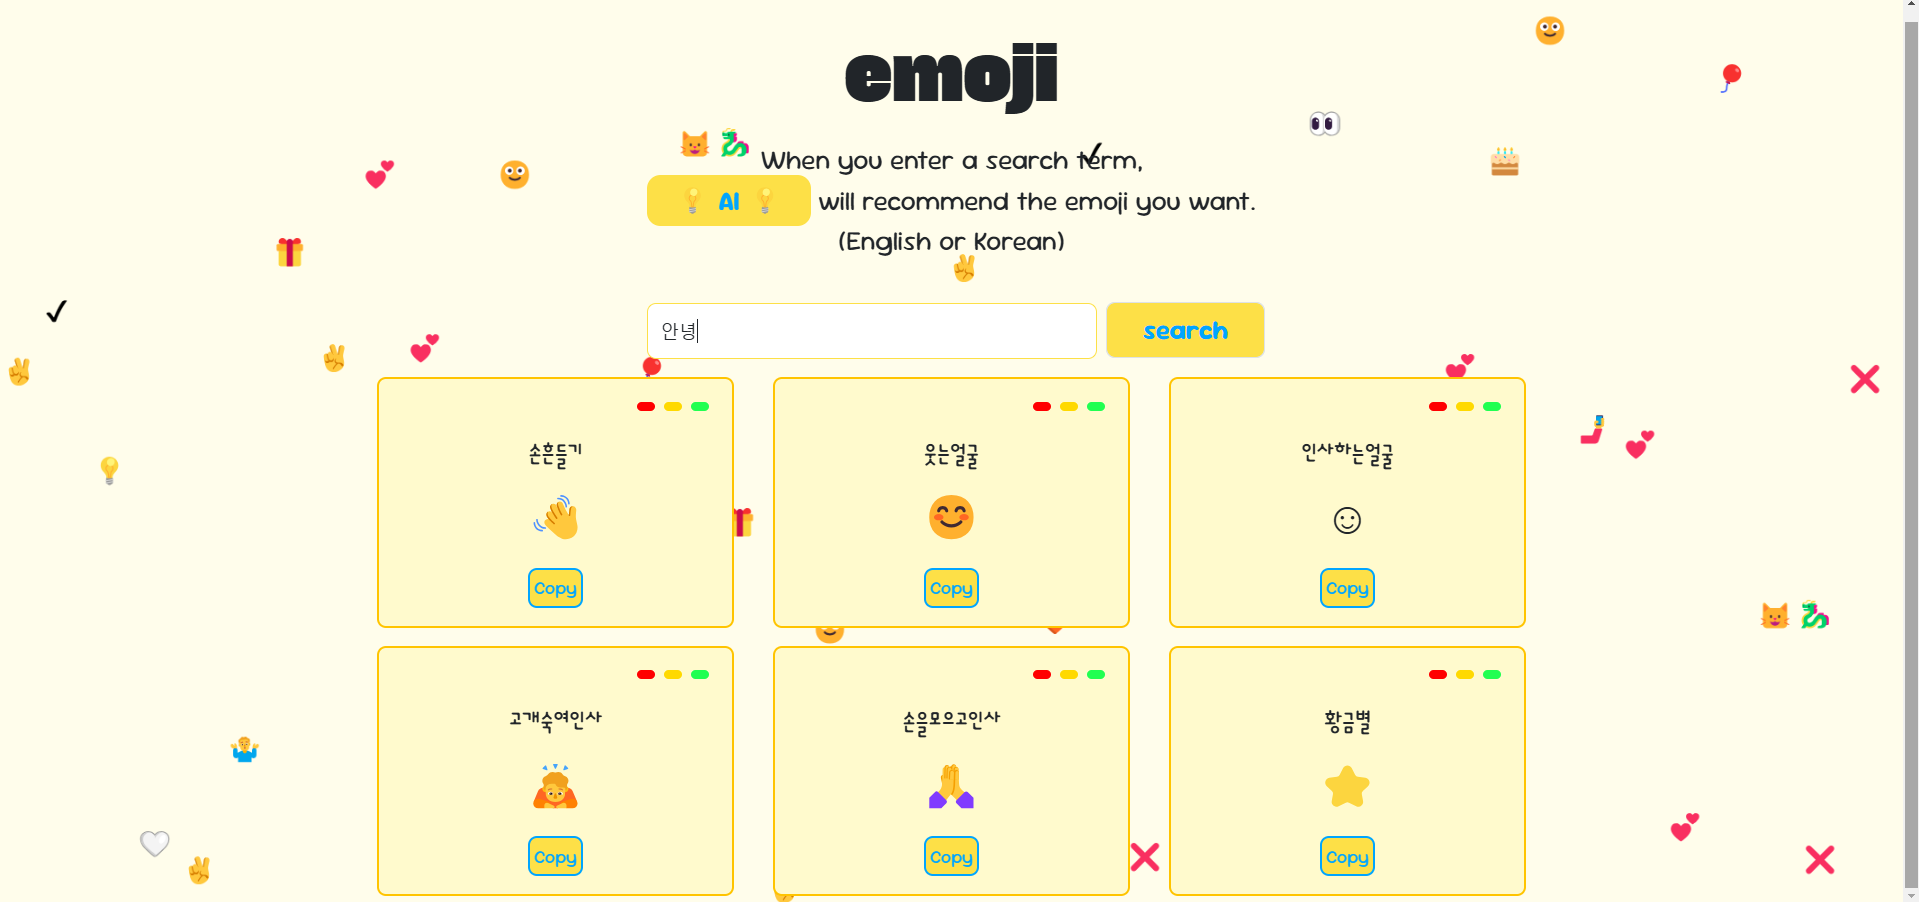 emoji
When you enter a search term,
AI will recommend the emoji you want.
(English or Korean)
안녕
search
손흔들기
웃는얼굴
인사하는얼굴
Copy
Copy
Copy
고개숙여인사
손을모으고인사
황금별
Copy
Copy
Copy